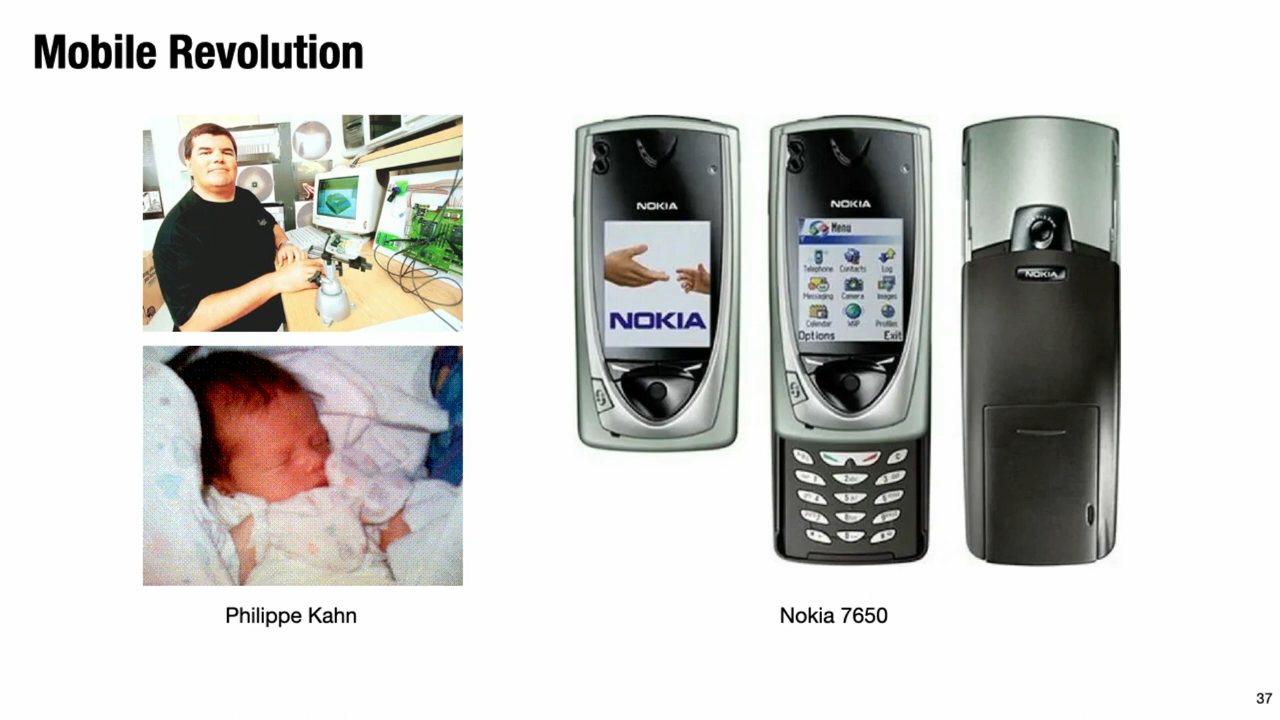 Mobile Revolution
NOKIA
NOKIA
NOKIA
Menu
Telephone Contacts Log
Messaging Camera Images
Calendar WAP Profiles
Options Exit
NOKIA
NOKIA
Philippe Kahn
Nokia 7650
37